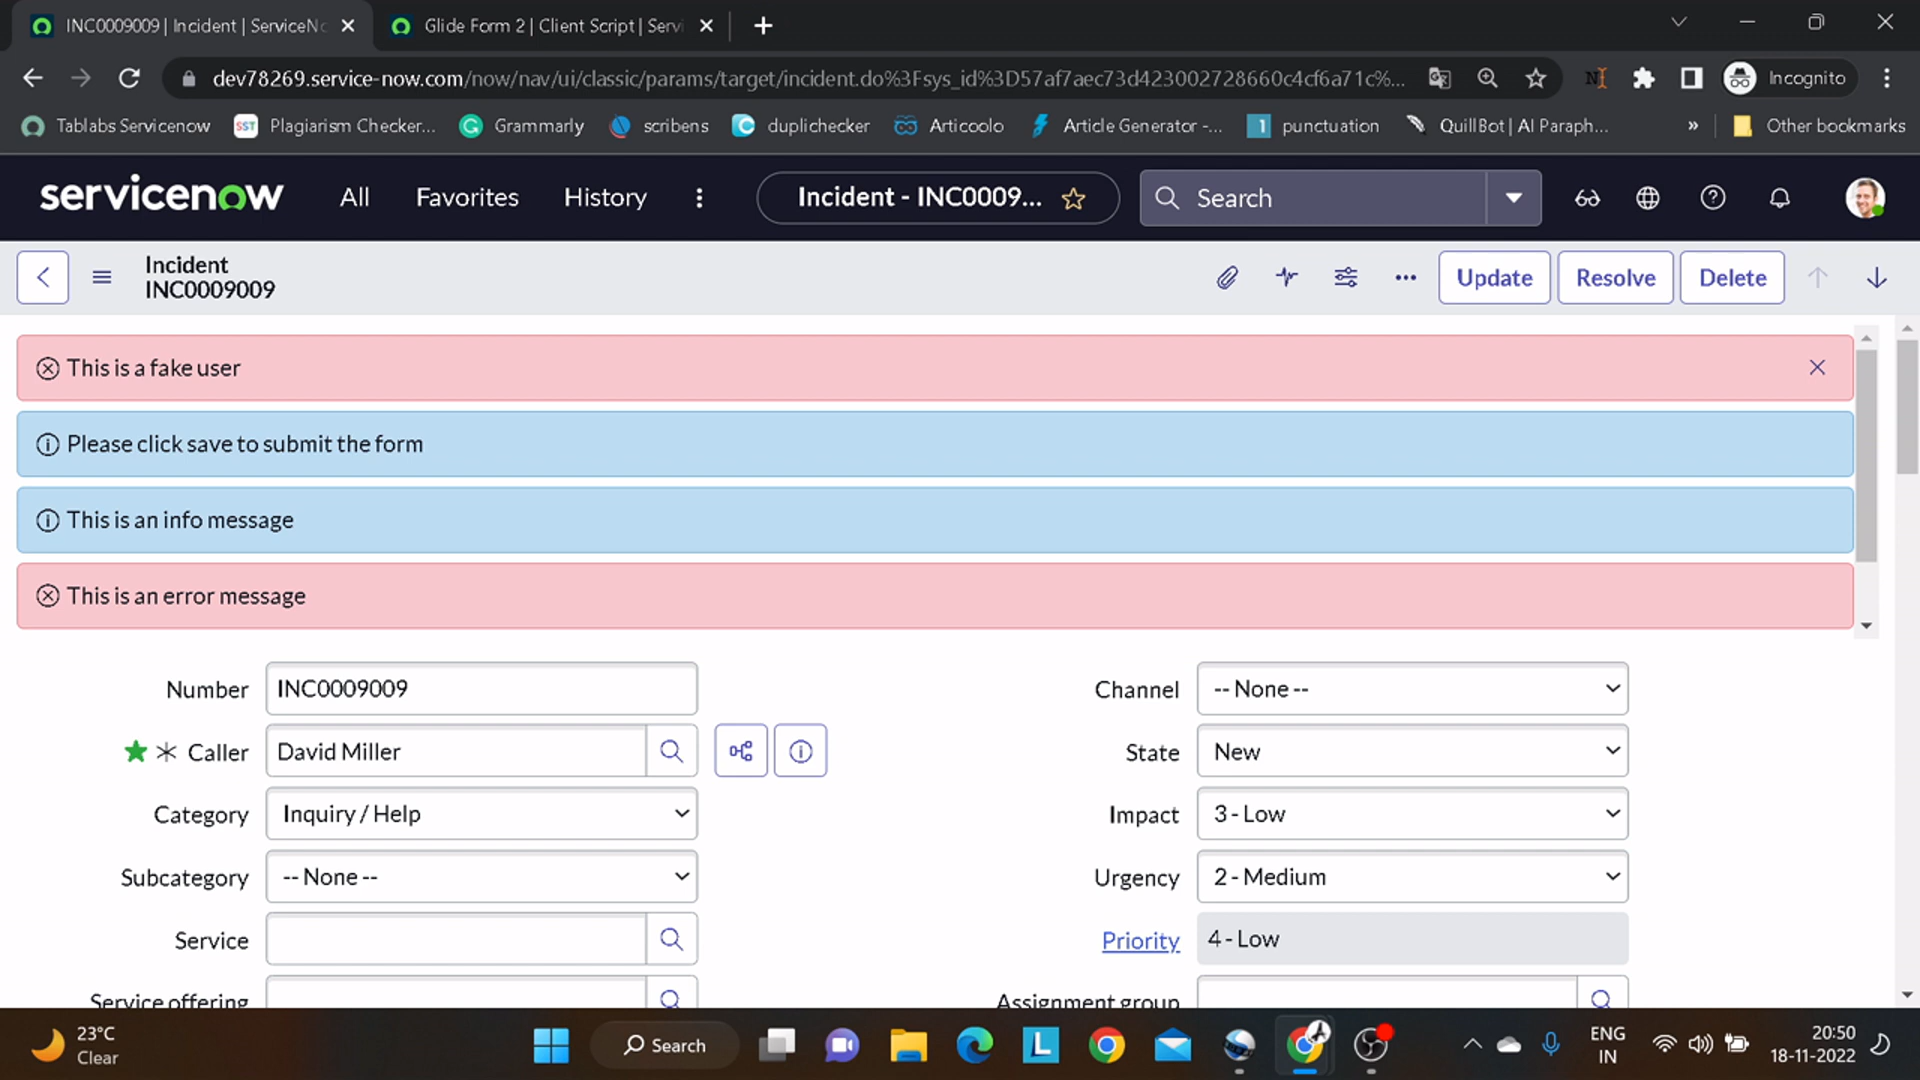 INC0009009 | Incident | ServiceNo
Glide Form 2 | Client Script | Servi
dev78269.service-now.com/now/nav/ui/classic/params/target/incident.do%3Fsys_id%3D57af7aec73d423002728660c4cf6a71c%...
Incognito
Tablabs Servicenow
SST Plagiarism Checker...
Grammarly
scribens
duplichecker
Articoolo
Article Generator -...
1 punctuation
QuillBot | AI Paraph...
»
Other bookmarks
servicenow
All
Favorites
History
Incident - INC0009...
Search
Incident
INC0009009
Update
Resolve
Delete
This is a fake user
Please click save to submit the form
This is an info message
This is an error message
Number INC0009009
Channel -- None --
Caller David Miller
State New
Category Inquiry / Help
Impact 3 - Low
Subcategory -- None --
Urgency 2 - Medium
Service
Priority 4 - Low
Service offering
Assignment group
23°C
Clear
Search
L
ENG
IN
20:50
18-11-2022